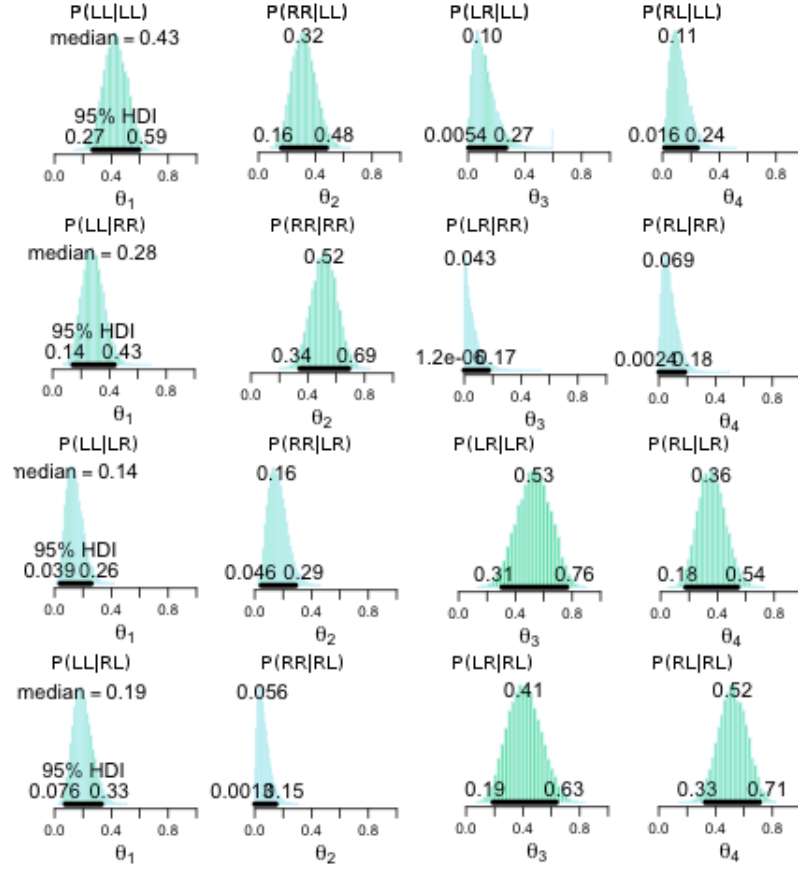 P(LL|LL) P(RR|LL) P(LR|LL) P(RL|LL)
median = 0.43 0.32 0.10 0.11
95% HDI
0.27 0.59 0.16 0.48 0.0054 0.27 0.016 0.24
0.0 0.4 0.8 0.0 0.4 0.8 0.0 0.4 0.8 0.0 0.4 0.8
θ1 θ2 θ3 θ4
P(LL|RR) P(RR|RR) P(LR|RR) P(RL|RR)
median = 0.28 0.52 0.043 0.069
95% HDI
0.14 0.43 0.34 0.69 1.2e-06 0.17 0.0024 0.18
0.0 0.4 0.8 0.0 0.4 0.8 0.0 0.4 0.8 0.0 0.4 0.8
θ1 θ2 θ3 θ4
P(LL|LR) P(RR|LR) P(LR|LR) P(RL|LR)
median = 0.14 0.16 0.53 0.36
95% HDI
0.039 0.26 0.046 0.29 0.31 0.76 0.18 0.54
0.0 0.4 0.8 0.0 0.4 0.8 0.0 0.4 0.8 0.0 0.4 0.8
θ1 θ2 θ3 θ4
P(LL|RL) P(RR|RL) P(LR|RL) P(RL|RL)
median = 0.19 0.056 0.41 0.52
95% HDI
0.076 0.33 0.0013 0.15 0.19 0.63 0.33 0.71
0.0 0.4 0.8 0.0 0.4 0.8 0.0 0.4 0.8 0.0 0.4 0.8
θ1 θ2 θ3 θ4